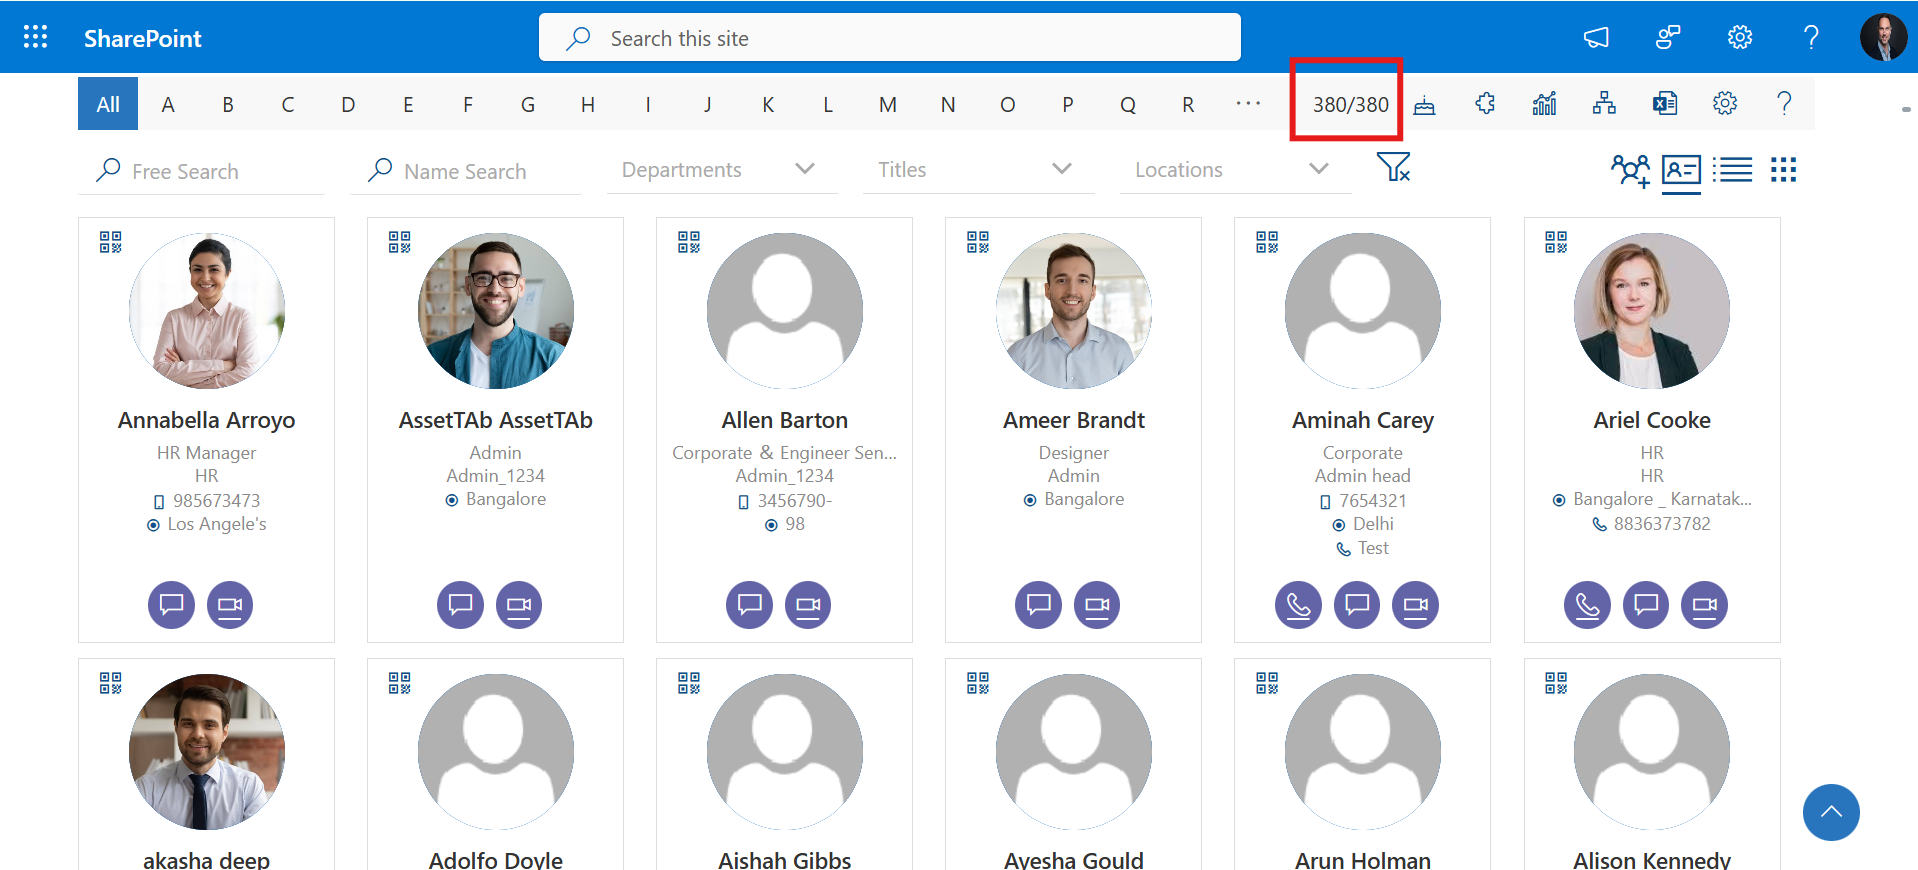 SharePoint
Search this site
All A B C D E F G H I J K L M N O P Q R ··· 380/380
Free Search Name Search Departments Titles Locations
Annabella Arroyo
HR Manager
HR
985673473
Los Angele's
AssetTAb AssetTAb
Admin
Admin_1234
Bangalore
Allen Barton
Corporate & Engineer Sen...
Admin_1234
3456790-
98
Ameer Brandt
Designer
Admin
Bangalore
Aminah Carey
Corporate
Admin head
7654321
Delhi
Test
Ariel Cooke
HR
HR
Bangalore _ Karnatak...
8836373782
akasha deep
Adolfo Doyle
Aishah Gibbs
Ayesha Gould
Arun Holman
Alison Kennedy